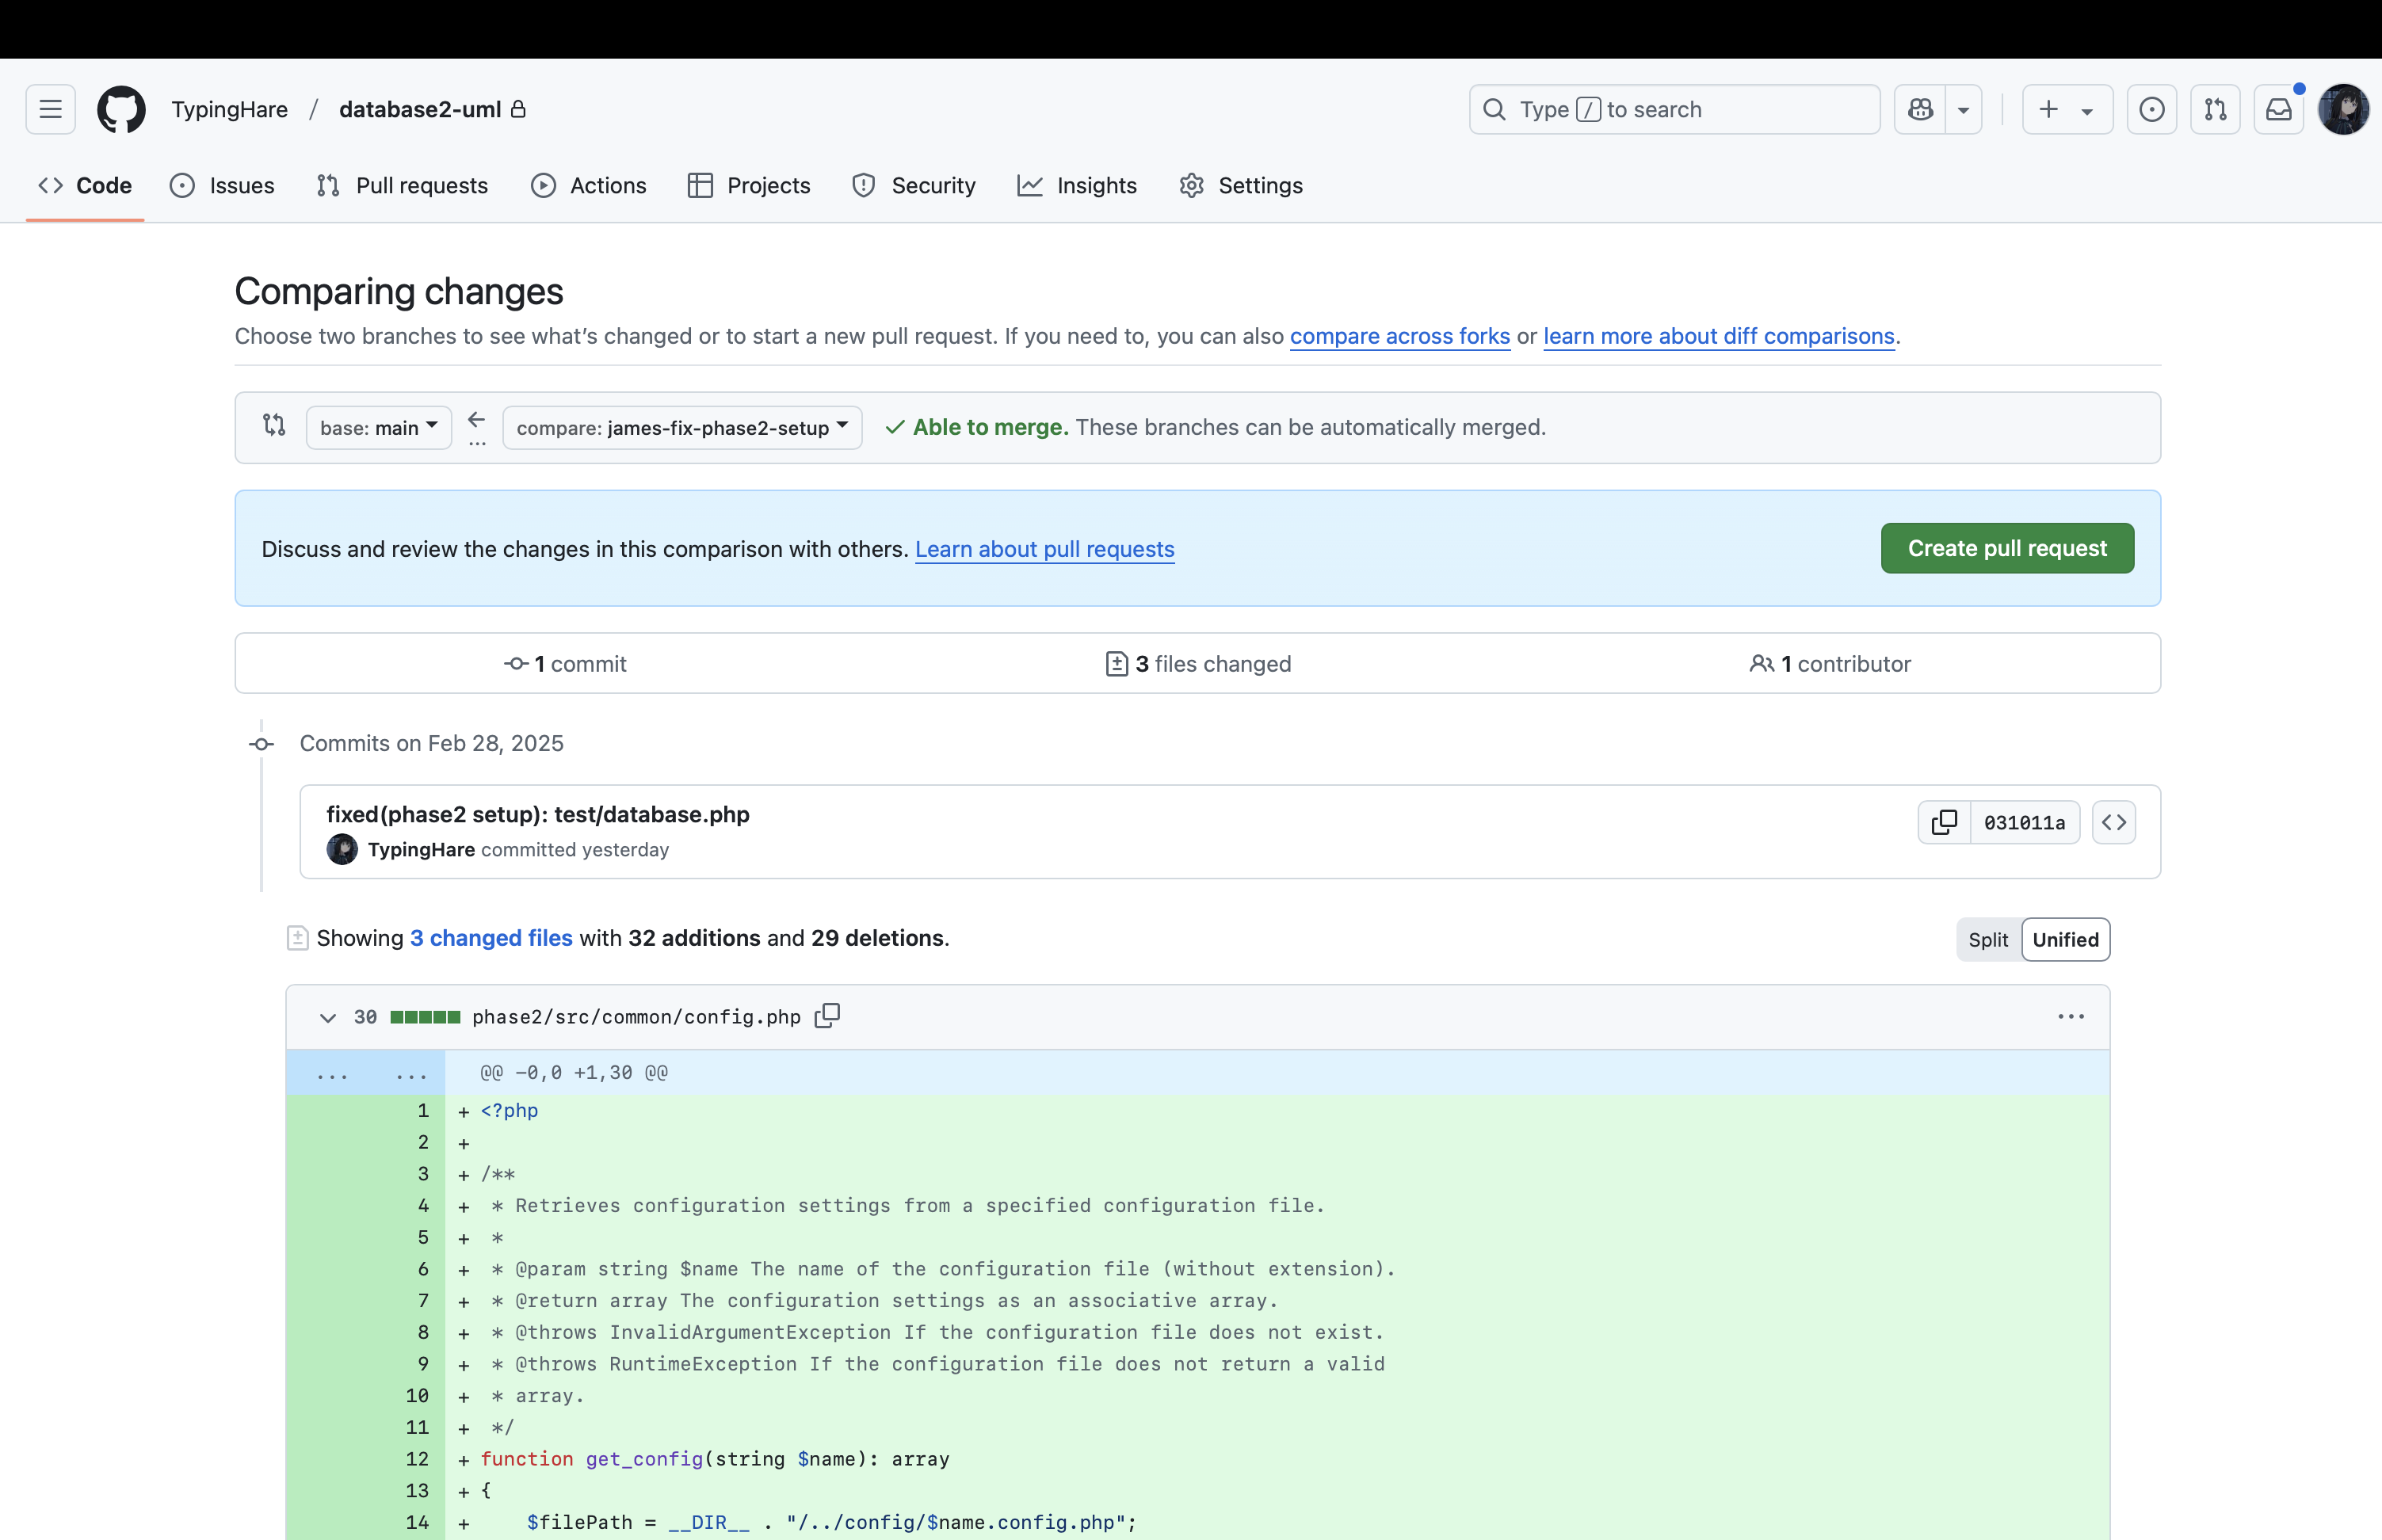 TypingHare / database2-uml
Type / to search
Code Issues Pull requests Actions Projects Security Insights Settings
Comparing changes
Choose two branches to see what's changed or to start a new pull request. If you need to, you can also compare across forks or learn more about diff comparisons.
base: main ← ... compare: james-fix-phase2-setup ✓ Able to merge. These branches can be automatically merged.
Discuss and review the changes in this comparison with others. Learn about pull requests Create pull request
1 commit 3 files changed 1 contributor
Commits on Feb 28, 2025
fixed(phase2 setup): test/database.php
031011a
TypingHare committed yesterday
Showing 3 changed files with 32 additions and 29 deletions.
Split Unified
30 phase2/src/common/config.php ...
... ... @@ -0,0 +1,30 @@
1 + <?php
2 +
3 + /**
4 +  * Retrieves configuration settings from a specified configuration file.
5 +  *
6 +  * @param string $name The name of the configuration file (without extension).
7 +  * @return array The configuration settings as an associative array.
8 +  * @throws InvalidArgumentException If the configuration file does not exist.
9 +  * @throws RuntimeException If the configuration file does not return a valid
10 +  * array.
11 +  */
12 + function get_config(string $name): array
13 + {
14 +     $filePath = __DIR__ . "/../config/$name.config.php";